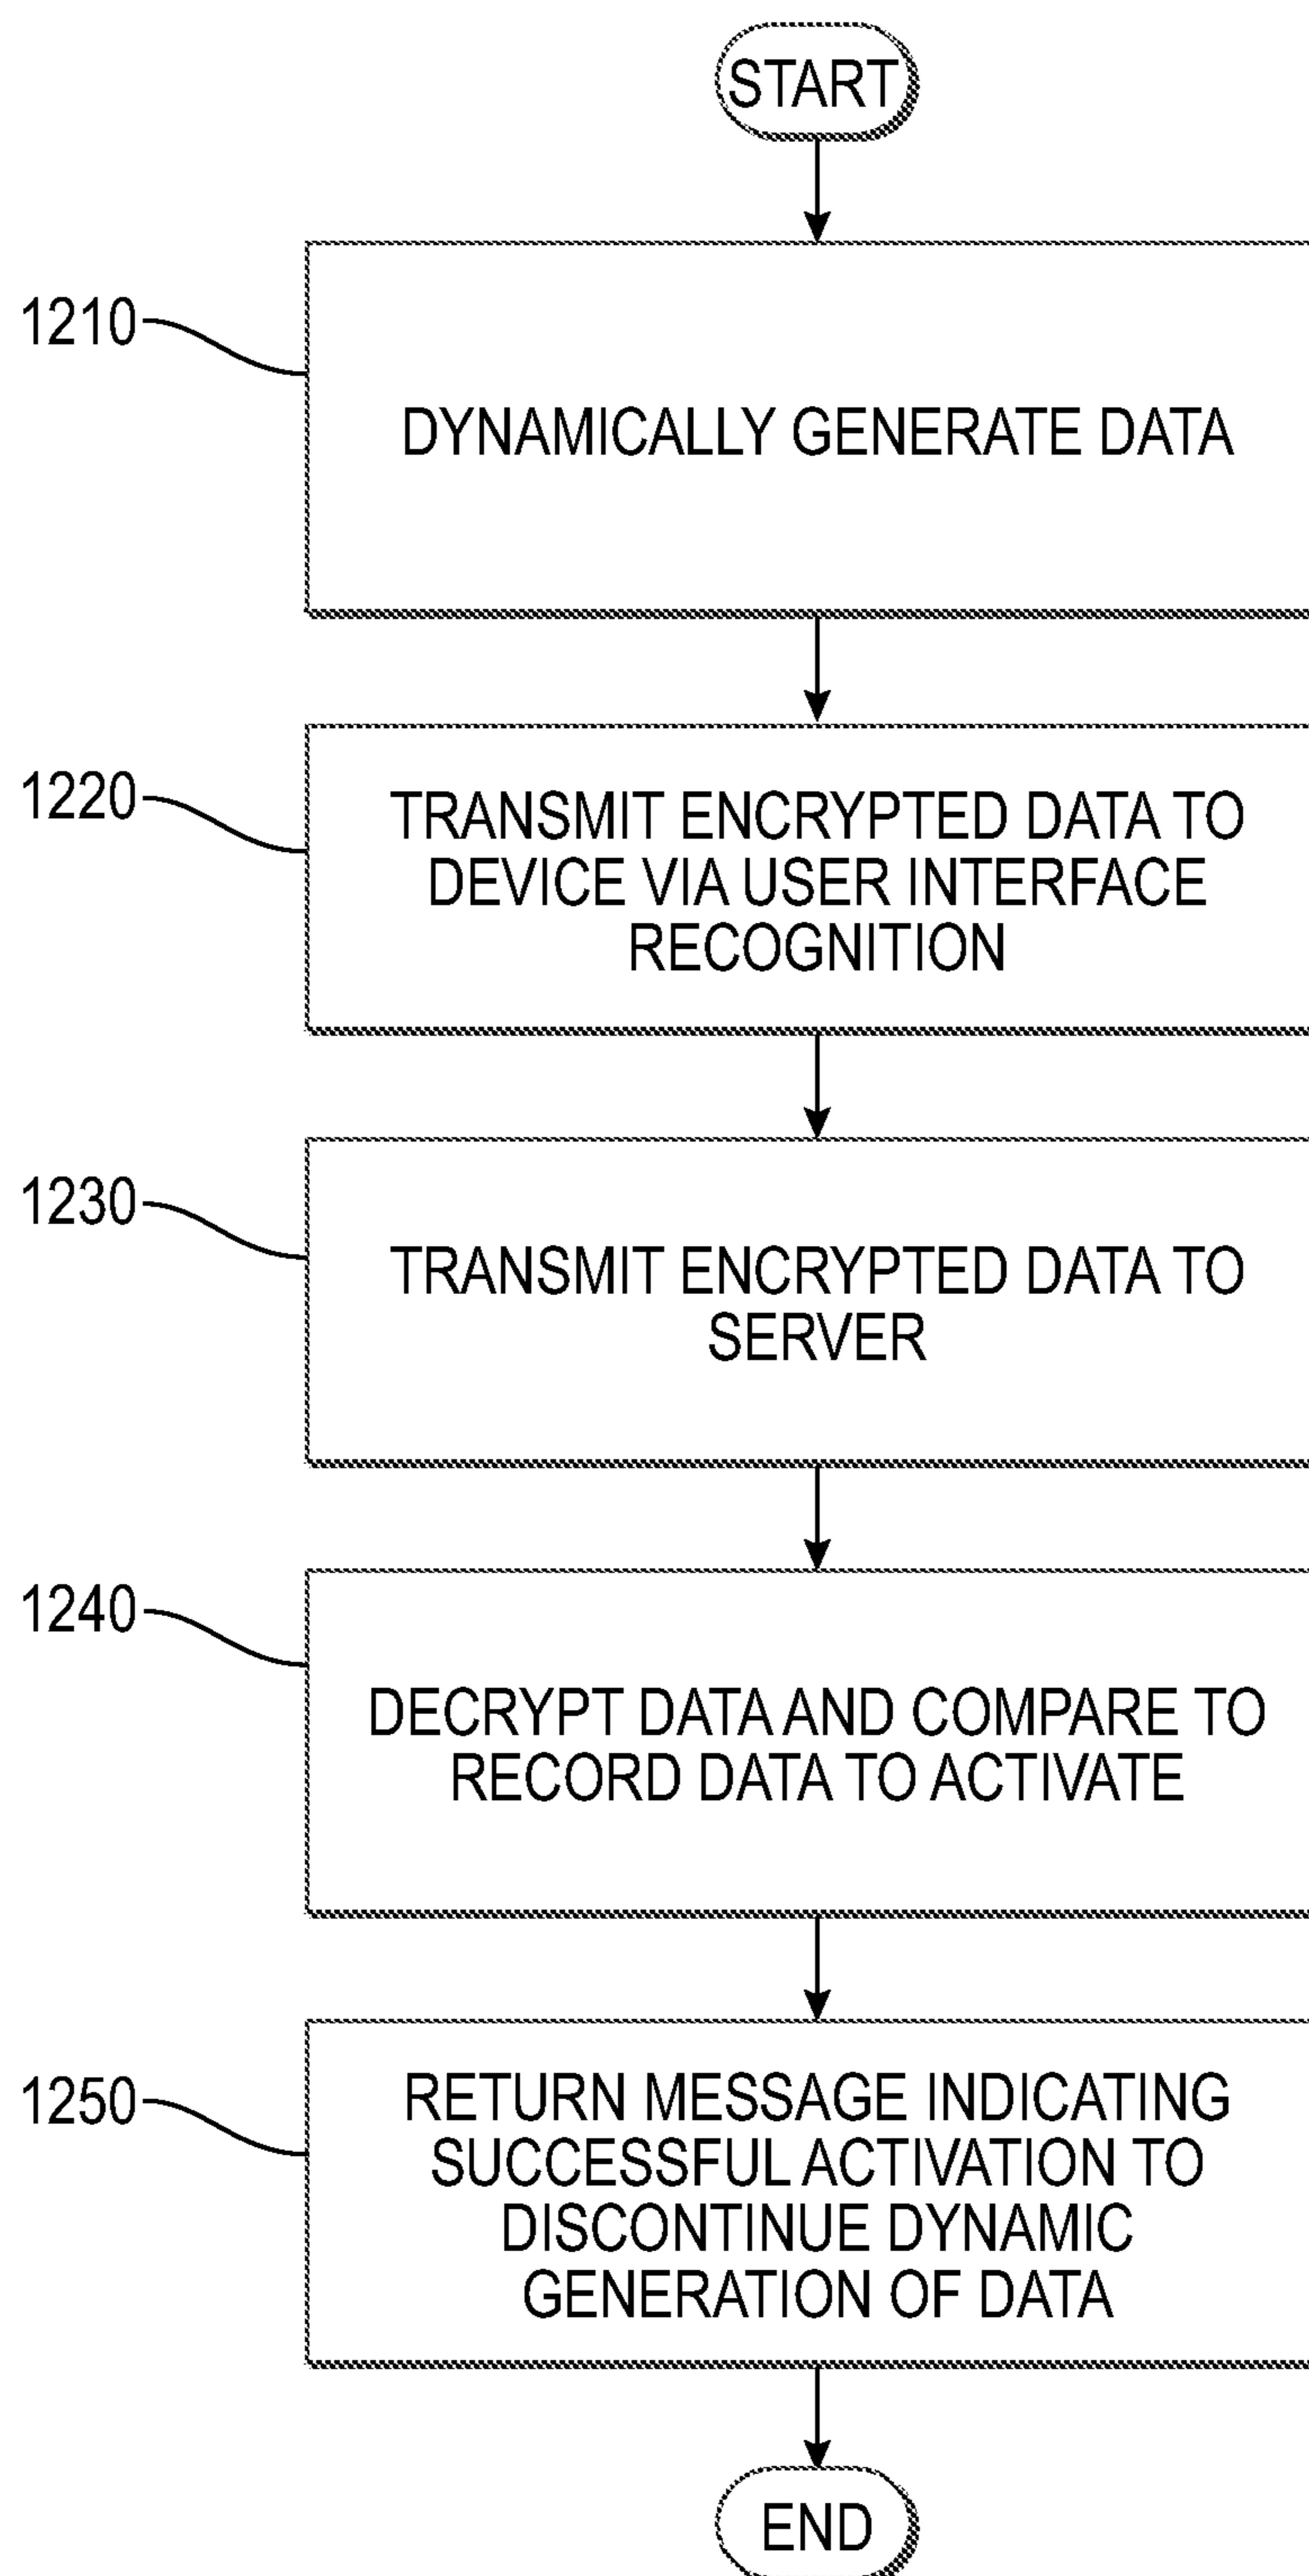 START
1210
DYNAMICALLY GENERATE DATA
1220
TRANSMIT ENCRYPTED DATA TO
DEVICE VIA USER INTERFACE
RECOGNITION
1230
TRANSMIT ENCRYPTED DATA TO
SERVER
1240
DECRYPT DATA AND COMPARE TO
RECORD DATA TO ACTIVATE
1250
RETURN MESSAGE INDICATING
SUCCESSFUL ACTIVATION TO
DISCONTINUE DYNAMIC
GENERATION OF DATA
END